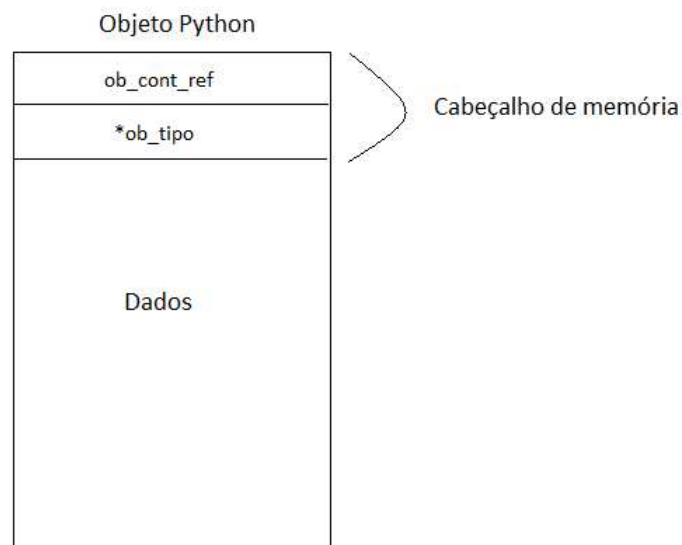 Objeto Python
ob_cont_ref
Cabeçalho de memória
*ob_tipo
Dados